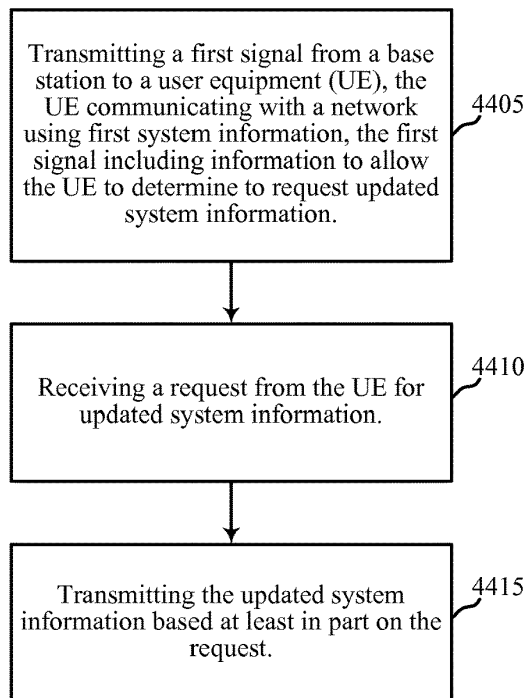 Transmitting a first signal from a base
station to a user equipment (UE), the
UE communicating with a network
using first system information, the first
signal including information to allow
the UE to determine to request updated
system information.
4405
Receiving a request from the UE for
updated system information.
4410
Transmitting the updated system
information based at least in part on the
request.
4415